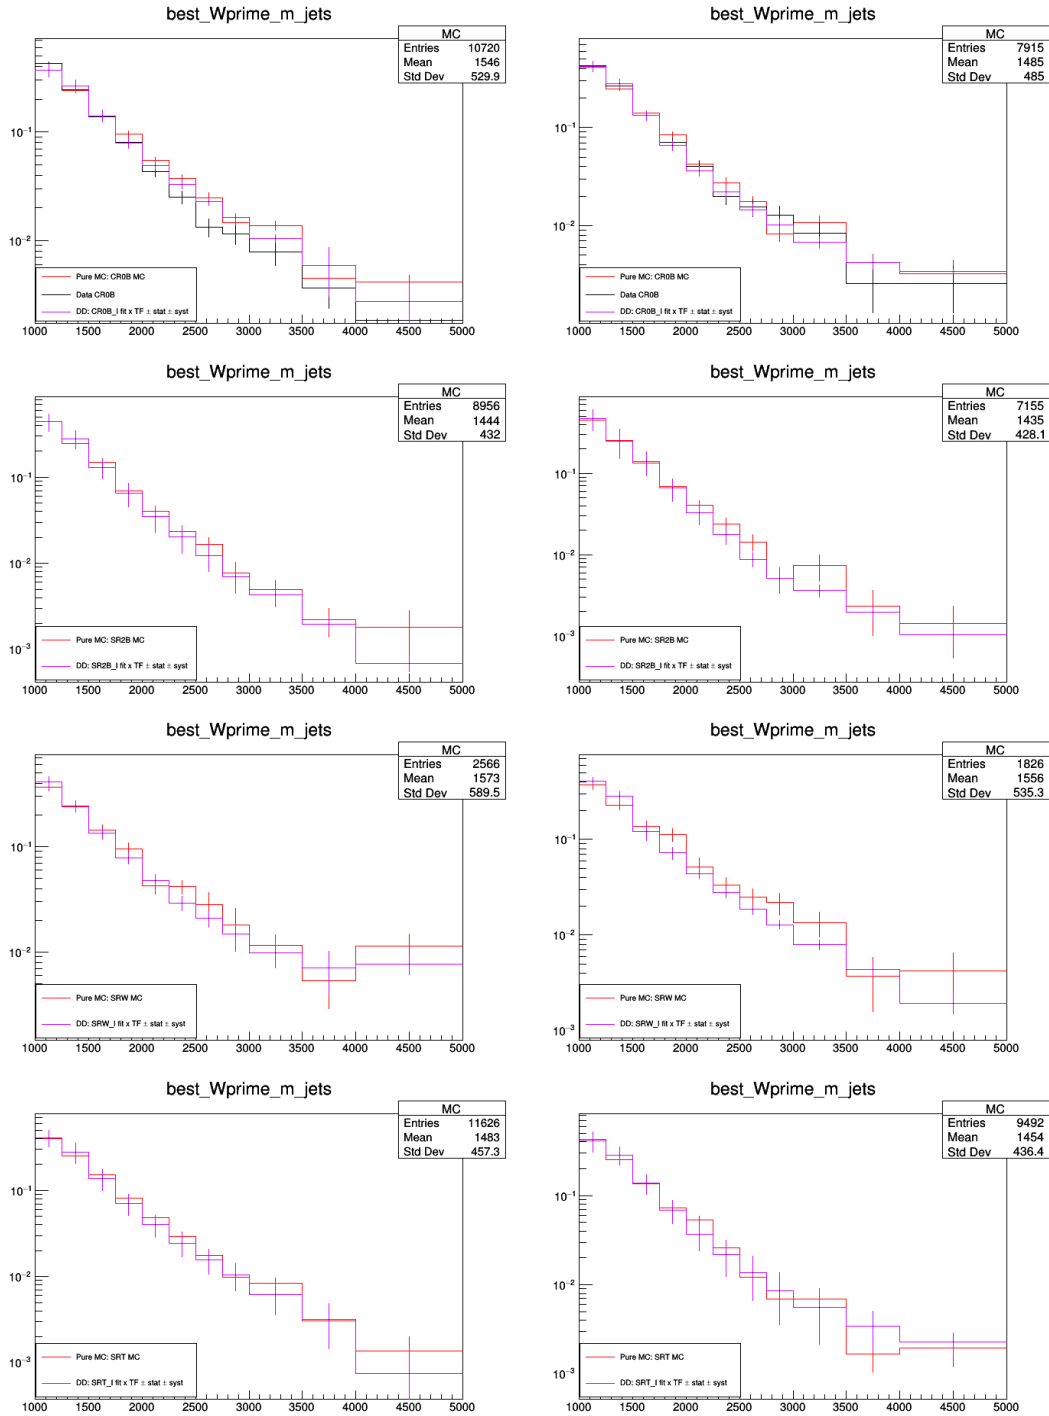 best_Wprime_m_jets
MC
Entries 10720
Mean 1546
Std Dev 529.9
10⁻¹
10⁻²
Pure MC: CR0B MC
Data CR0B
DD: CR0B_I fit x TF ± stat ± syst
1000 1500 2000 2500 3000 3500 4000 4500 5000
best_Wprime_m_jets
MC
Entries 7915
Mean 1485
Std Dev 485
10⁻¹
10⁻²
Pure MC: CR0B MC
Data CR0B
DD: CR0B_I fit x TF ± stat ± syst
1000 1500 2000 2500 3000 3500 4000 4500 5000
best_Wprime_m_jets
MC
Entries 8956
Mean 1444
Std Dev 432
10⁻¹
10⁻²
10⁻³
Pure MC: SR2B MC
DD: SR2B_I fit x TF ± stat ± syst
1000 1500 2000 2500 3000 3500 4000 4500 5000
best_Wprime_m_jets
MC
Entries 7155
Mean 1435
Std Dev 428.1
10⁻¹
10⁻²
10⁻³
Pure MC: SR2B MC
DD: SR2B_I fit x TF ± stat ± syst
1000 1500 2000 2500 3000 3500 4000 4500 5000
best_Wprime_m_jets
MC
Entries 2566
Mean 1573
Std Dev 589.5
10⁻¹
10⁻²
Pure MC: SRW MC
DD: SRW_I fit x TF ± stat ± syst
1000 1500 2000 2500 3000 3500 4000 4500 5000
best_Wprime_m_jets
MC
Entries 1826
Mean 1556
Std Dev 535.3
10⁻¹
10⁻²
10⁻³
Pure MC: SRW MC
DD: SRW_I fit x TF ± stat ± syst
1000 1500 2000 2500 3000 3500 4000 4500 5000
best_Wprime_m_jets
MC
Entries 11626
Mean 1483
Std Dev 457.3
10⁻¹
10⁻²
10⁻³
Pure MC: SRT MC
DD: SRT_I fit x TF ± stat ± syst
1000 1500 2000 2500 3000 3500 4000 4500 5000
best_Wprime_m_jets
MC
Entries 9492
Mean 1454
Std Dev 436.4
10⁻¹
10⁻²
10⁻³
Pure MC: SRT MC
DD: SRT_I fit x TF ± stat ± syst
1000 1500 2000 2500 3000 3500 4000 4500 5000